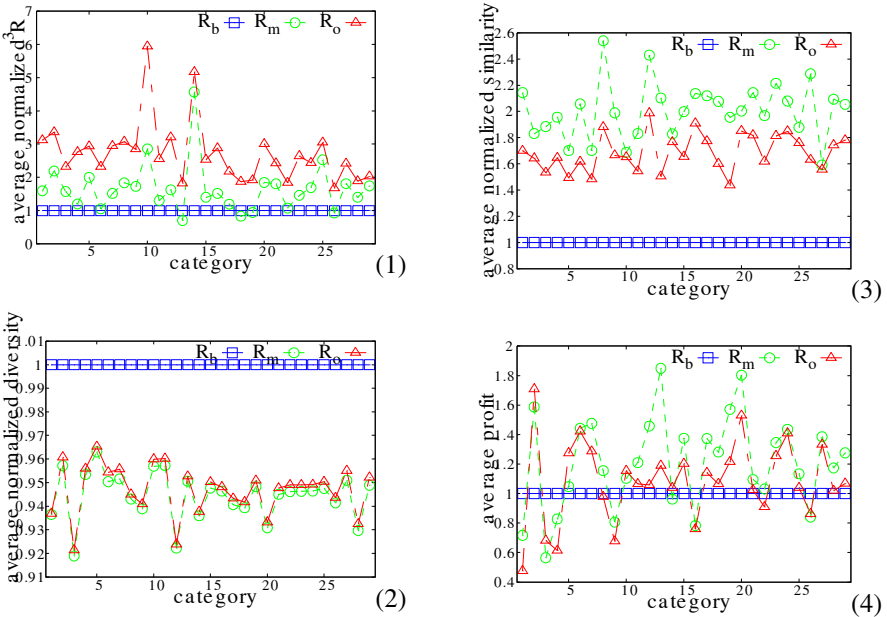 average normalized ³R
7
6
5
4
3
2
1
0
R_b R_m R_o
5 10 15 20 25
category
(1)
average normalized similarity
2.6
2.4
2.2
2
1.8
1.6
1.4
1.2
1
0.8
R_b R_m R_o
5 10 15 20 25
category
(3)
average normalized diversity
1.01
1
0.99
0.98
0.97
0.96
0.95
0.94
0.93
0.92
0.91
R_b R_m R_o
5 10 15 20 25
category
(2)
average profit
2
1.8
1.6
1.4
1.2
1
0.8
0.6
0.4
R_b R_m R_o
5 10 15 20 25
category
(4)